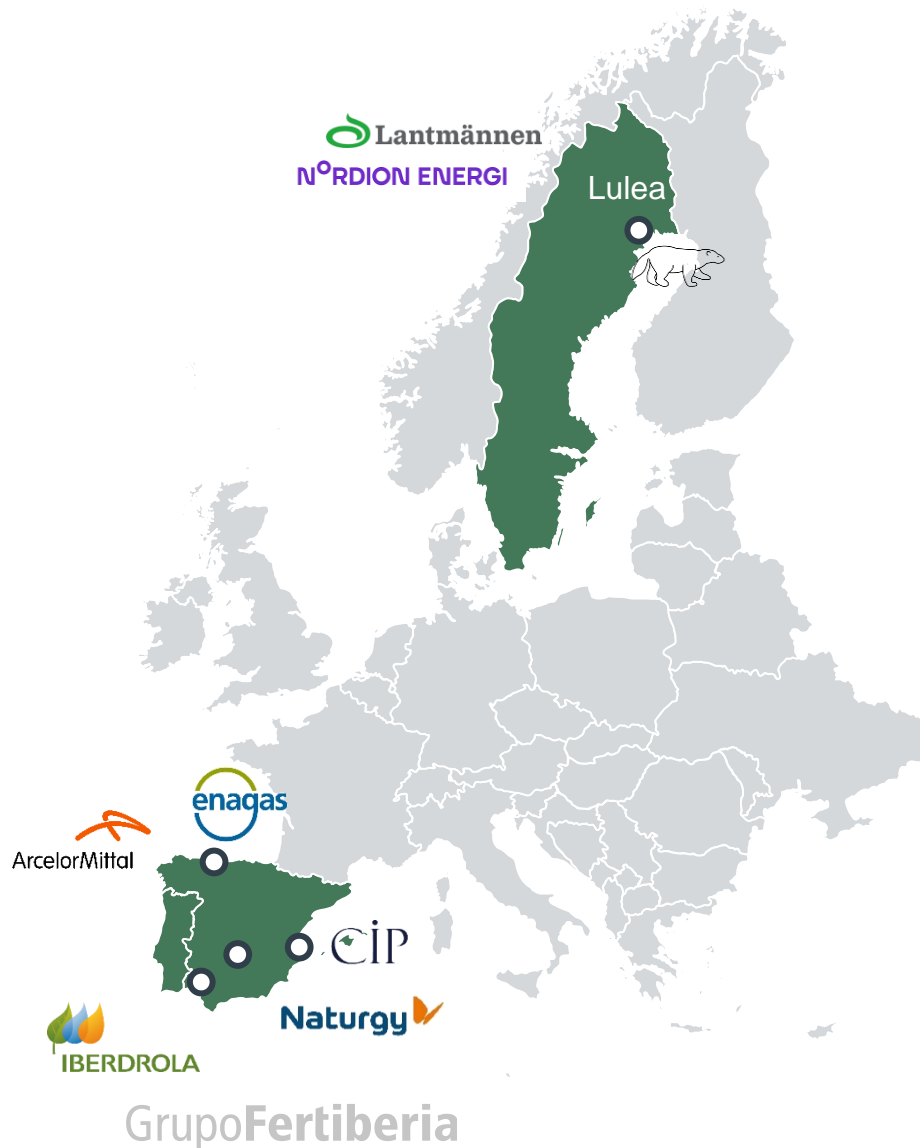 Lantmännen
NORDION ENERGI
Lulea
enagas
ArcelorMittal
CIP
Naturgy
IBERDROLA
GrupoFertiberia